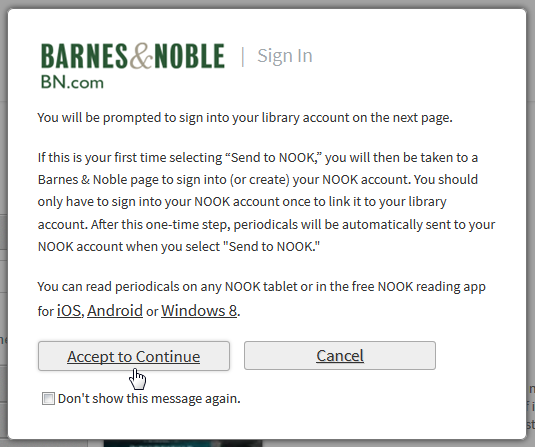 BARNES&NOBLE | Sign In
BN.com
You will be prompted to sign into your library account on the next page.
If this is your first time selecting “Send to NOOK,” you will then be taken to a
Barnes & Noble page to sign into (or create) your NOOK account. You should
only have to sign into your NOOK account once to link it to your library
account. After this one-time step, periodicals will be automatically sent to your
NOOK account when you select "Send to NOOK."
You can read periodicals on any NOOK tablet or in the free NOOK reading app
for iOS, Android or Windows 8.
Accept to Continue
Cancel
Don't show this message again.